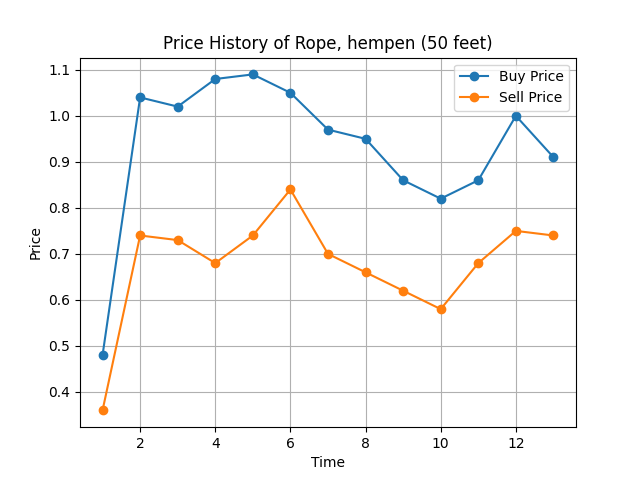 Price History of Rope, hempen (50 feet)
Buy Price
Sell Price
Price
1.1
1.0
0.9
0.8
0.7
0.6
0.5
0.4
2 4 6 8 10 12
Time